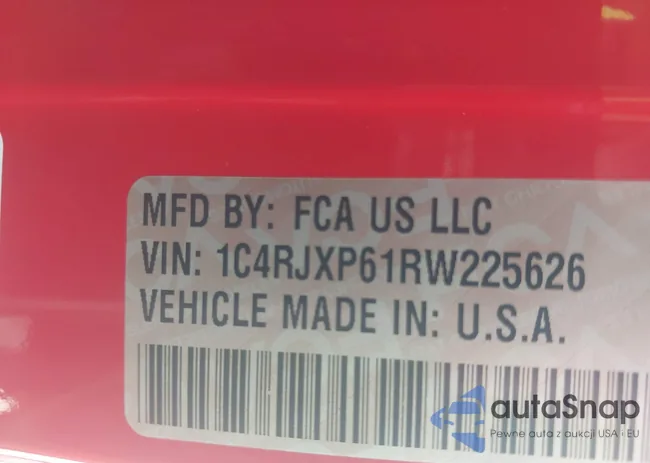 MFD BY: FCA US LLC
VIN: 1C4RJXP61RW225626
VEHICLE MADE IN: U.S.A.
autaSnap
Pewne auta z aukcji USA i EU